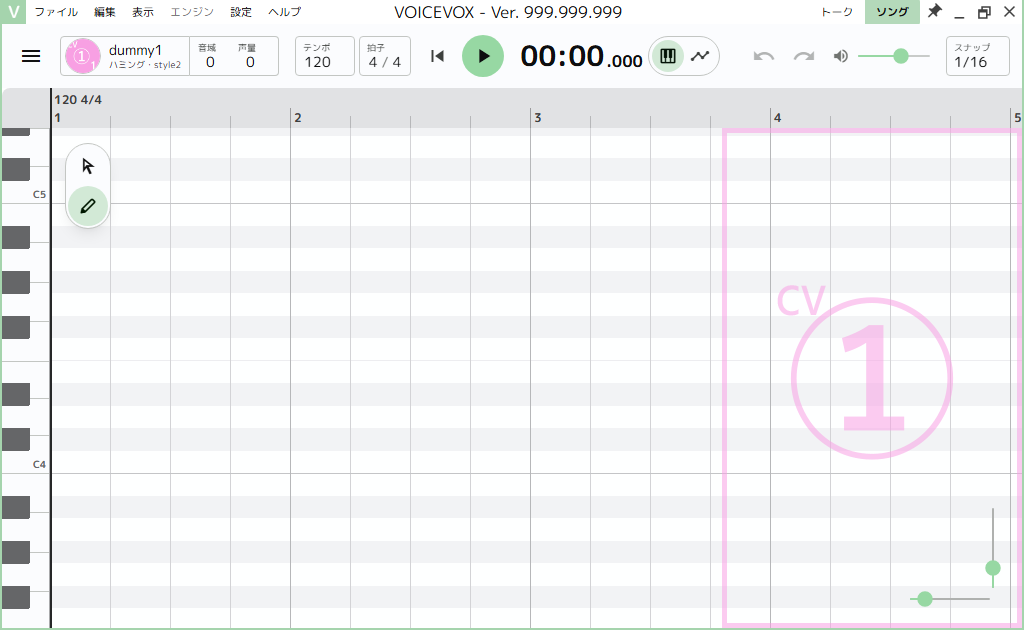 V ファイル 編集 表示 エンジン 設定 ヘルプ VOICEVOX - Ver. 999.999.999 トーク ソング
CV ① 1 dummy1 ハミング・style2
音域 0 声量 0
テンポ 120
拍子 4 / 4
00:00.000
スナップ 1/16
120 4/4
1 2 3 4 5
C5
CV
①
C4